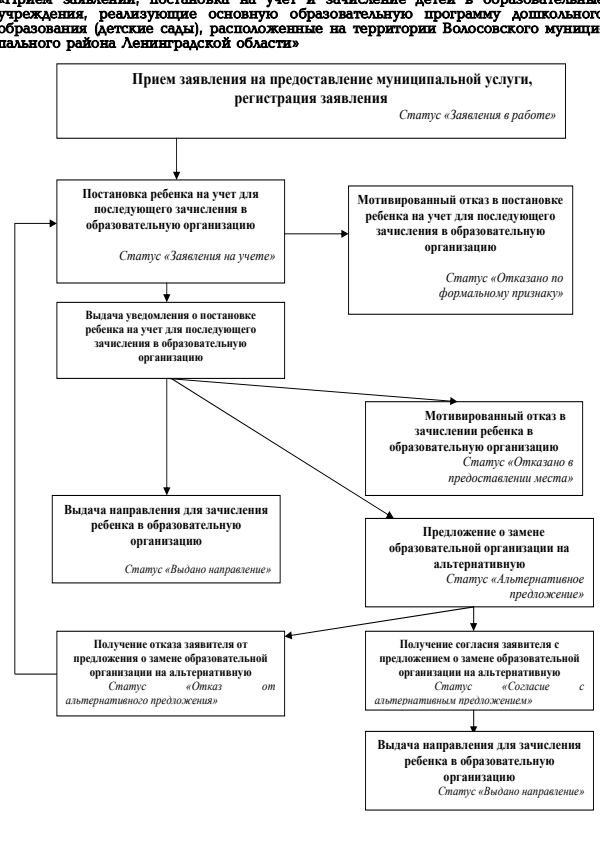 «Прием заявлений, постановка на учет и зачисление детей в образовательные
учреждения, реализующие основную образовательную программу дошкольного
образования (детские сады), расположенные на территории Волосовского муници-
пального района Ленинградской области»
Прием заявления на предоставление муниципальной услуги,
регистрация заявления
Статус «Заявления в работе»
Постановка ребенка на учет для
последующего зачисления в
образовательную организацию
Статус «Заявления на учете»
Мотивированный отказ в постановке
ребенка на учет для последующего
зачисления в образовательную
организацию
Статус «Отказано по
формальному признаку»
Выдача уведомления о постановке
ребенка на учет для последующего
зачисления в образовательную
организацию
Мотивированный отказ в
зачислении ребенка в
образовательную организацию
Статус «Отказано в
предоставлении места»
Выдача направления для зачисления
ребенка в образовательную
организацию
Статус «Выдано направление»
Предложение о замене
образовательной организации на
альтернативную
Статус «Альтернативное
предложение»
Получение отказа заявителя от
предложения о замене образовательной
организации на альтернативную
Статус «Отказ от
альтернативного предложения»
Получение согласия заявителя с
предложением о замене образовательной
организации на альтернативную
Статус «Согласие с
альтернативным предложением»
Выдача направления для зачисления
ребенка в образовательную
организацию
Статус «Выдано направление»